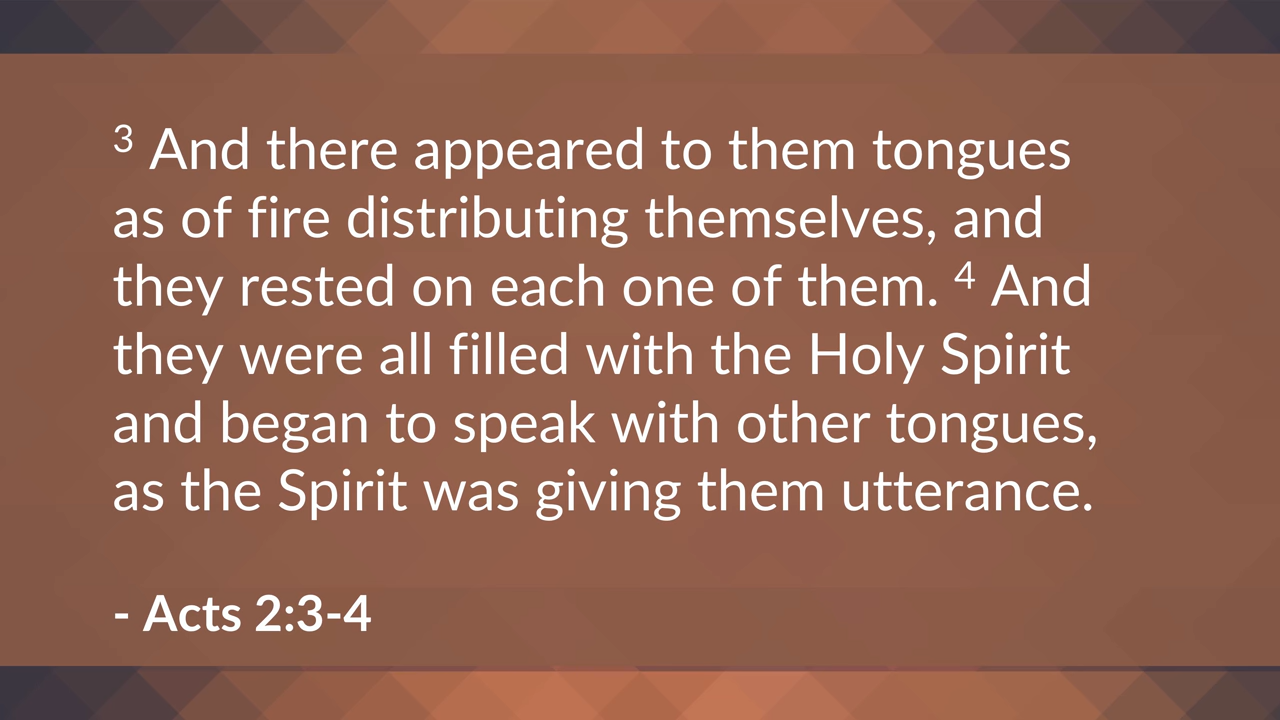 3 And there appeared to them tongues
as of fire distributing themselves, and
they rested on each one of them. 4 And
they were all filled with the Holy Spirit
and began to speak with other tongues,
as the Spirit was giving them utterance.
- Acts 2:3-4